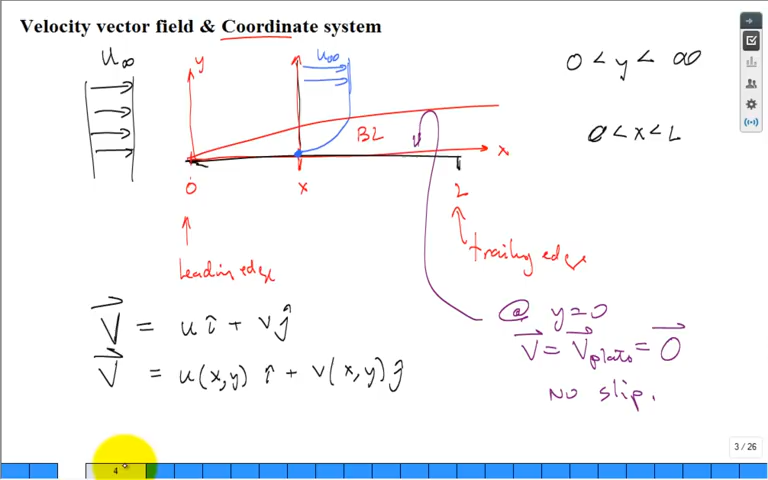 Velocity vector field & Coordinate system
u∞
y
u∞
0 < y < ∞
0 < x < L
BL
x
0
x
L
Leading edge
trailing edge
V = u î + v ĵ
V = u(x,y) î + v(x,y) ĵ
@ y=0
V = V plate = 0
No slip.
3 / 26
4